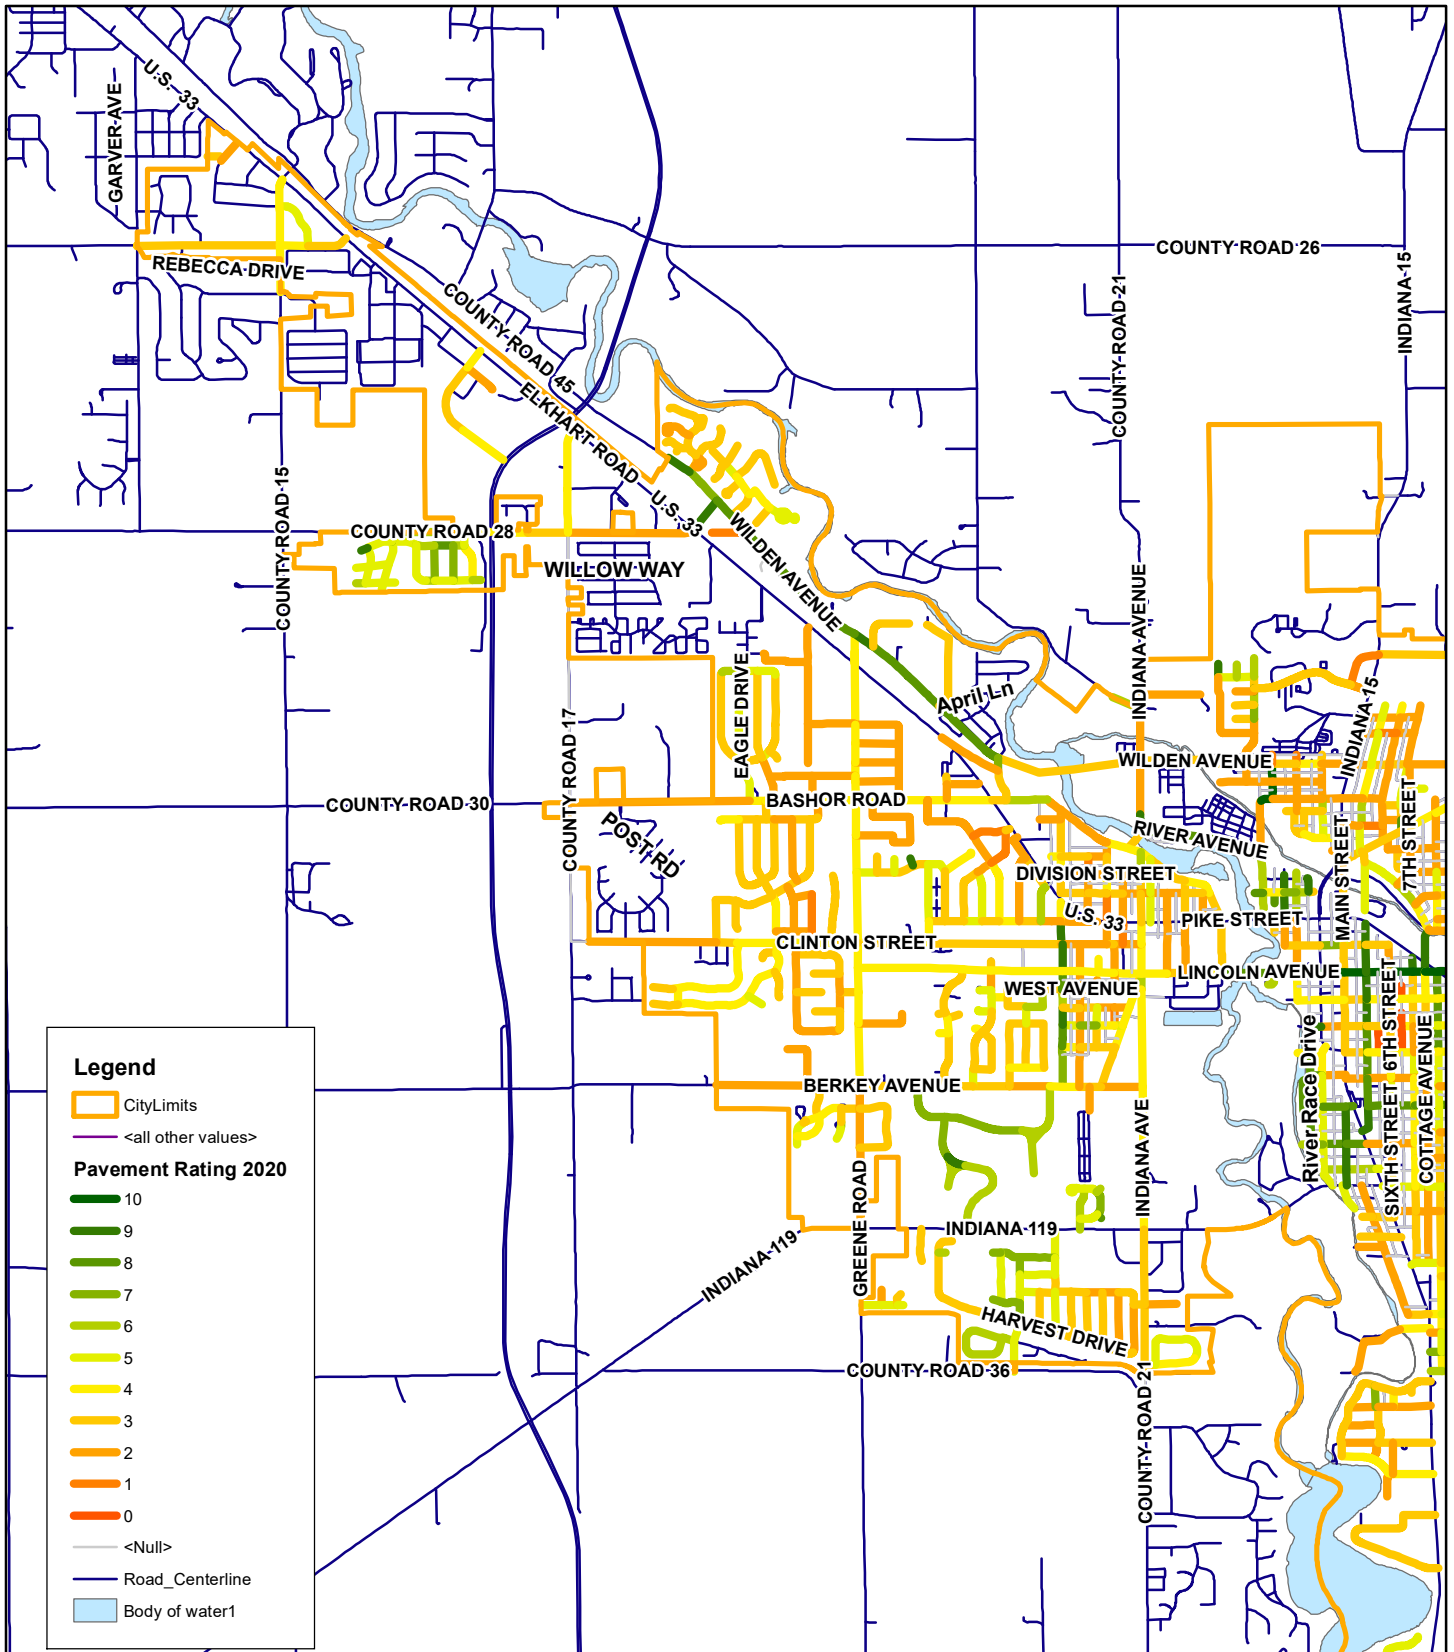 U.S. 33
GARVER AVE
REBECCA DRIVE
COUNTY ROAD 26
INDIANA 15
COUNTY ROAD 21
COUNTY ROAD 45
ELKHART ROAD
U.S. 33
COUNTY ROAD 15
COUNTY ROAD 28
WILDEN AVENUE
WILLOW WAY
INDIANA AVENUE
EAGLE DRIVE
April Ln
INDIANA 15
COUNTY ROAD 17
WILDEN AVENUE
COUNTY ROAD 30
BASHOR ROAD
POST RD
RIVER AVENUE
MAIN STREET
7TH STREET
DIVISION STREET
U.S. 33
PIKE STREET
CLINTON STREET
LINCOLN AVENUE
WEST AVENUE
River Race Drive
6TH STREET
SIXTH STREET
COTTAGE AVENUE
BERKEY AVENUE
INDIANA AVE
GREENE ROAD
INDIANA 119
INDIANA 119
HARVEST DRIVE
COUNTY ROAD 36
COUNTY ROAD 21
Legend
CityLimits
<all other values>
Pavement Rating 2020
10
9
8
7
6
5
4
3
2
1
0
<Null>
Road_Centerline
Body of water1